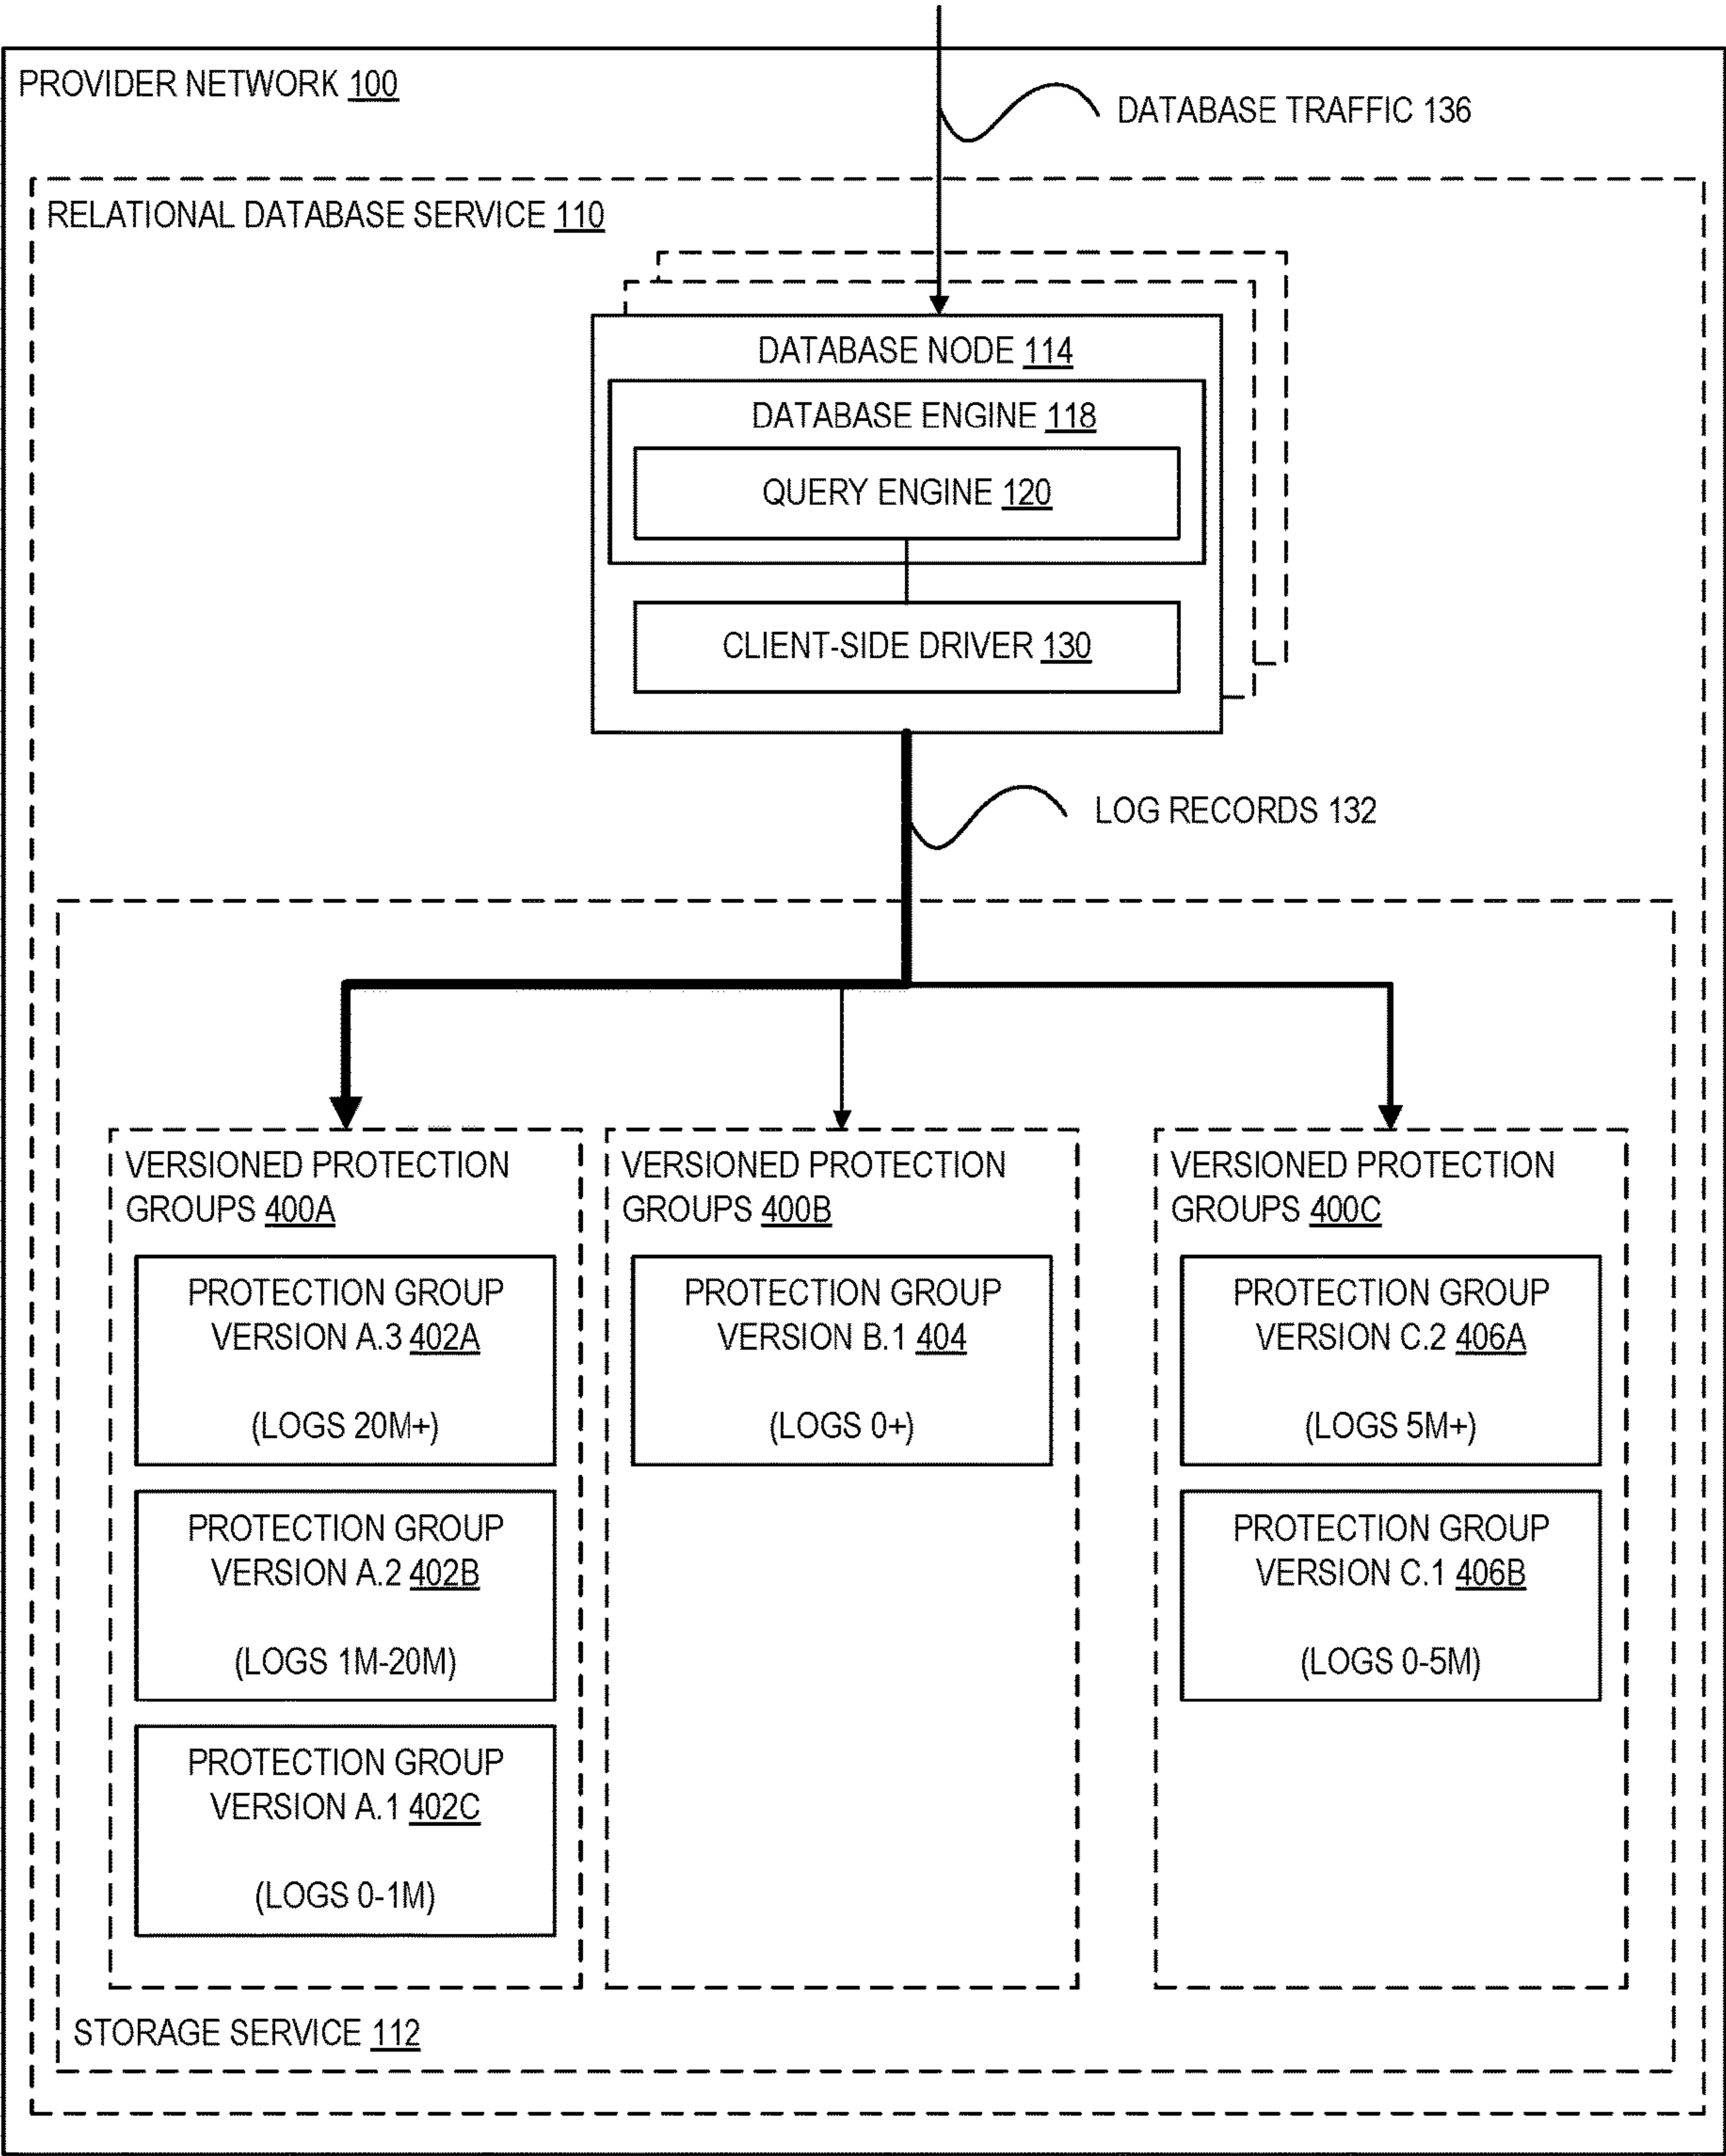 PROVIDER NETWORK 100
DATABASE TRAFFIC 136
RELATIONAL DATABASE SERVICE 110
DATABASE NODE 114
DATABASE ENGINE 118
QUERY ENGINE 120
CLIENT-SIDE DRIVER 130
LOG RECORDS 132
VERSIONED PROTECTION
GROUPS 400A
PROTECTION GROUP
VERSION A.3 402A
(LOGS 20M+)
PROTECTION GROUP
VERSION A.2 402B
(LOGS 1M-20M)
PROTECTION GROUP
VERSION A.1 402C
(LOGS 0-1M)
VERSIONED PROTECTION
GROUPS 400B
PROTECTION GROUP
VERSION B.1 404
(LOGS 0+)
VERSIONED PROTECTION
GROUPS 400C
PROTECTION GROUP
VERSION C.2 406A
(LOGS 5M+)
PROTECTION GROUP
VERSION C.1 406B
(LOGS 0-5M)
STORAGE SERVICE 112